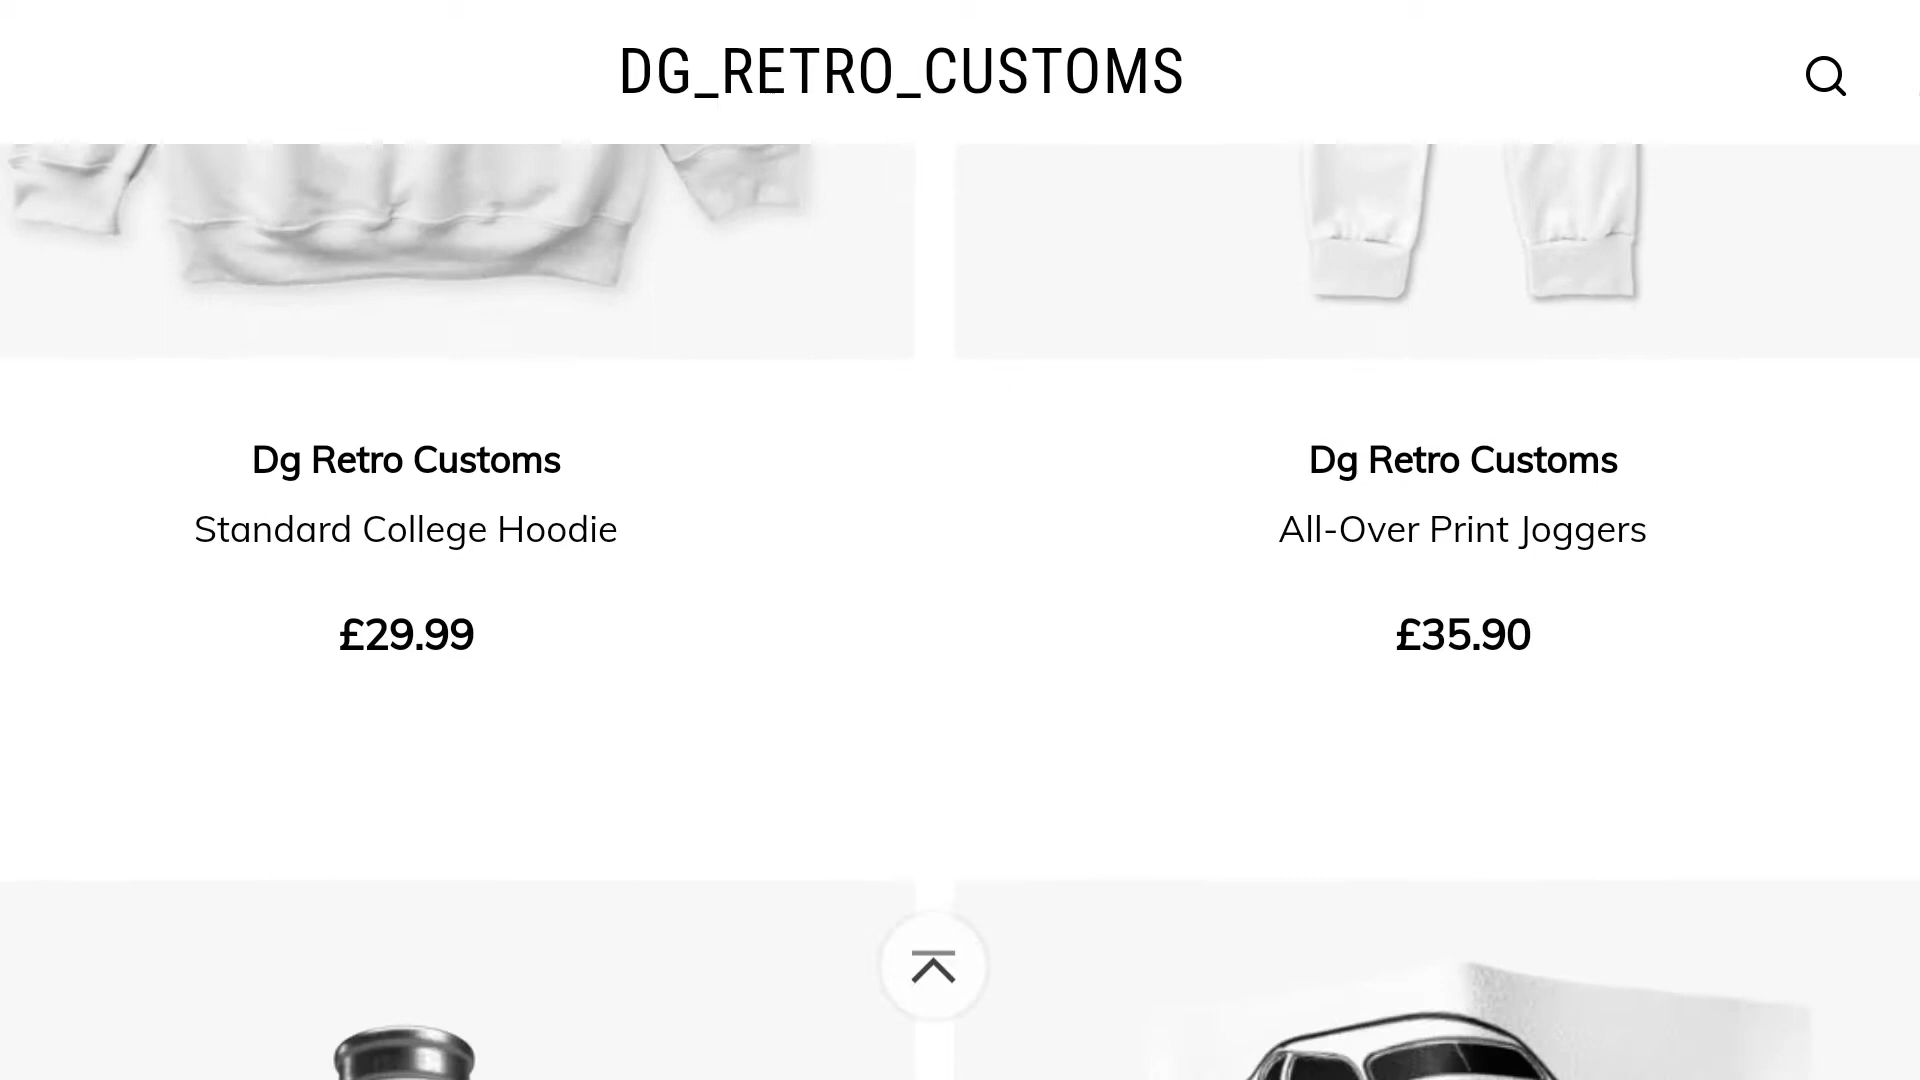 DG_RETRO_CUSTOMS
Dg Retro Customs
Standard College Hoodie
£29.99
Dg Retro Customs
All-Over Print Joggers
£35.90